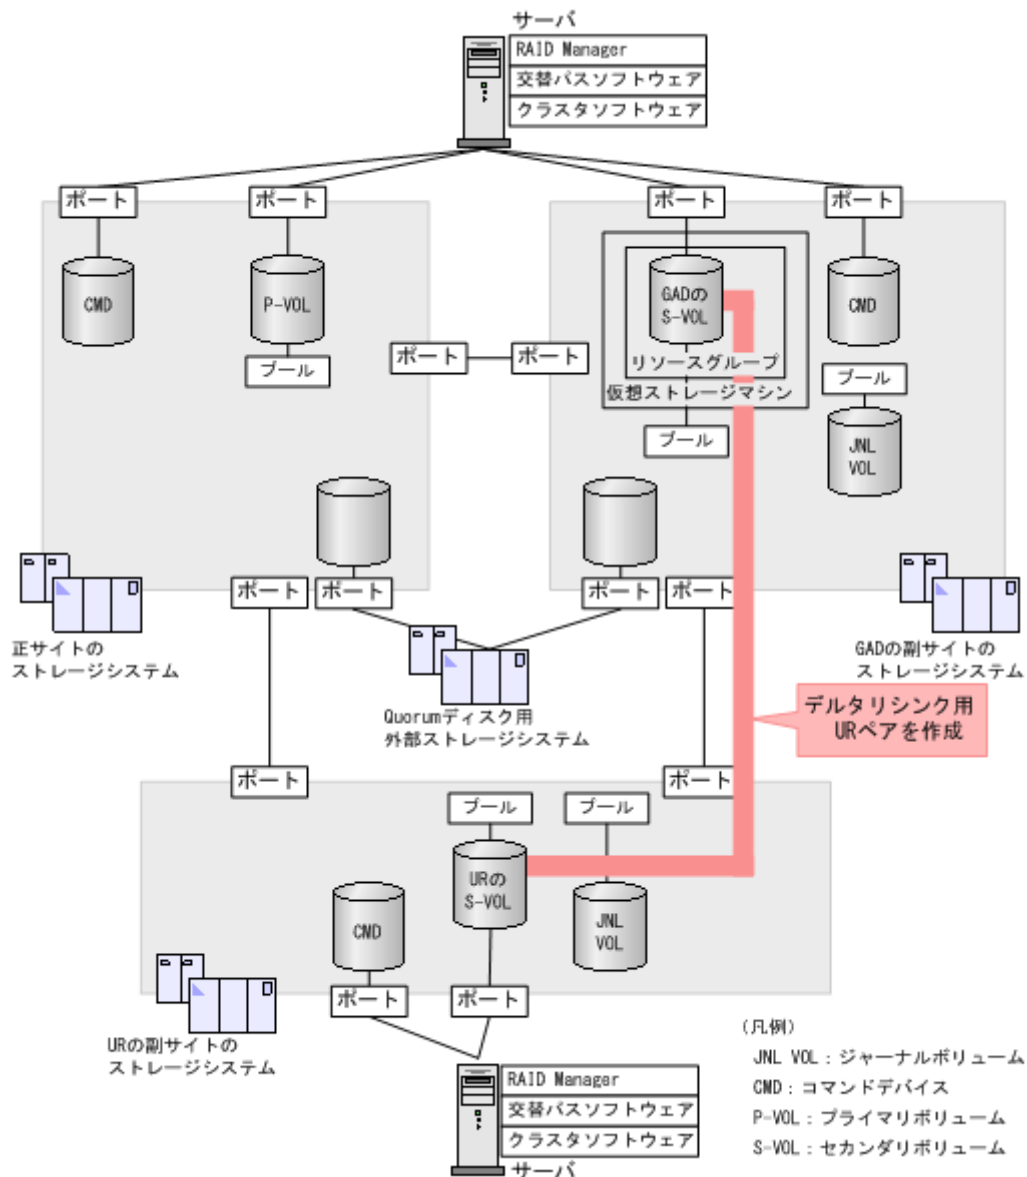 サーバ
RAID Manager
交替パスソフトウェア
クラスタソフトウェア
ポート
ポート
ポート
ポート
CMD
P-VOL
GADの
S-VOL
CMD
プール
ポート
ポート
リソースグループ
仮想ストレージマシン
プール
プール
JNL
VOL
ポート
ポート
ポート
ポート
正サイトの
ストレージシステム
Quorumディスク用
外部ストレージシステム
GADの副サイトの
ストレージシステム
デルタリシンク用
URペアを作成
ポート
ポート
プール
プール
URの
S-VOL
CMD
JNL
VOL
ポート
ポート
URの副サイトの
ストレージシステム
RAID Manager
交替パスソフトウェア
クラスタソフトウェア
サーバ
(凡例)
JNL VOL：ジャーナルボリューム
CMD：コマンドデバイス
P-VOL：プライマリボリューム
S-VOL：セカンダリボリューム